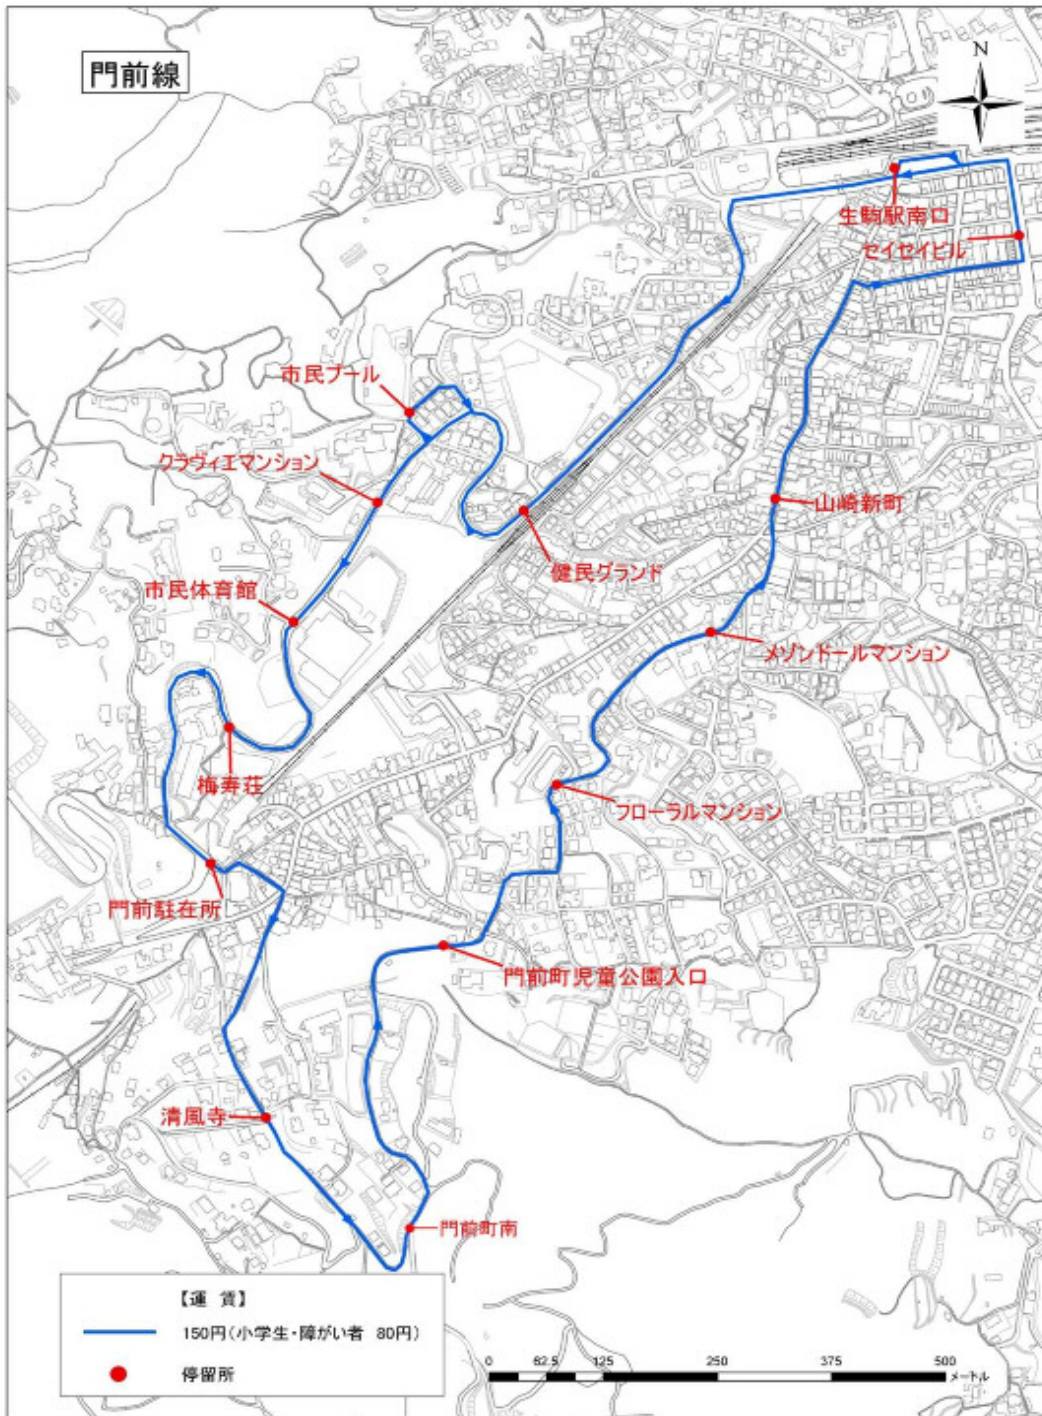 門前線
N
生駒駅南口
セイセイビル
市民プール
クラヴィエマンション
山崎新町
健民グランド
市民体育館
メゾンドールマンション
梅寿荘
フローラルマンション
門前駐在所
門前町児童公園入口
清風寺
門前町南
【運 賃】
150円(小学生・障がい者 80円)
停留所
0 62.5 125 250 375 500
メートル